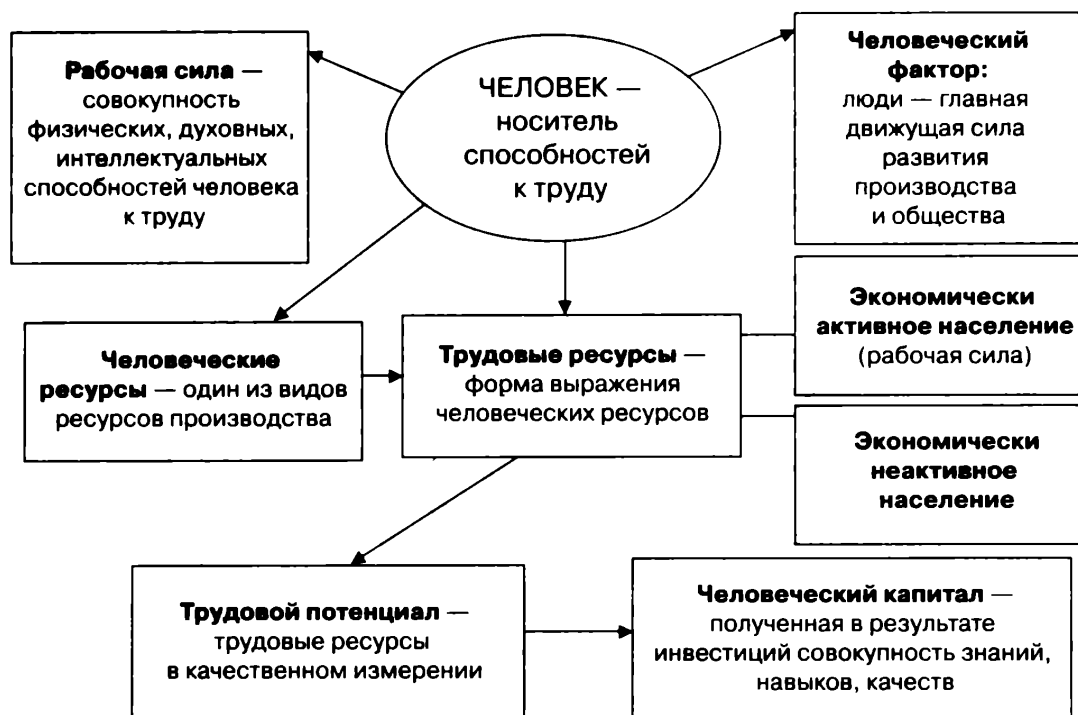 Рабочая сила —
совокупность
физических, духовных,
интеллектуальных
способностей человека
к труду
ЧЕЛОВЕК —
носитель
способностей
к труду
Человеческий
фактор:
люди — главная
движущая сила
развития
производства
и общества
Человеческие
ресурсы — один из видов
ресурсов производства
Трудовые ресурсы —
форма выражения
человеческих ресурсов
Экономически
активное население
(рабочая сила)
Экономически
неактивное
население
Трудовой потенциал —
трудовые ресурсы
в качественном измерении
Человеческий капитал —
полученная в результате
инвестиций совокупность знаний,
навыков, качеств